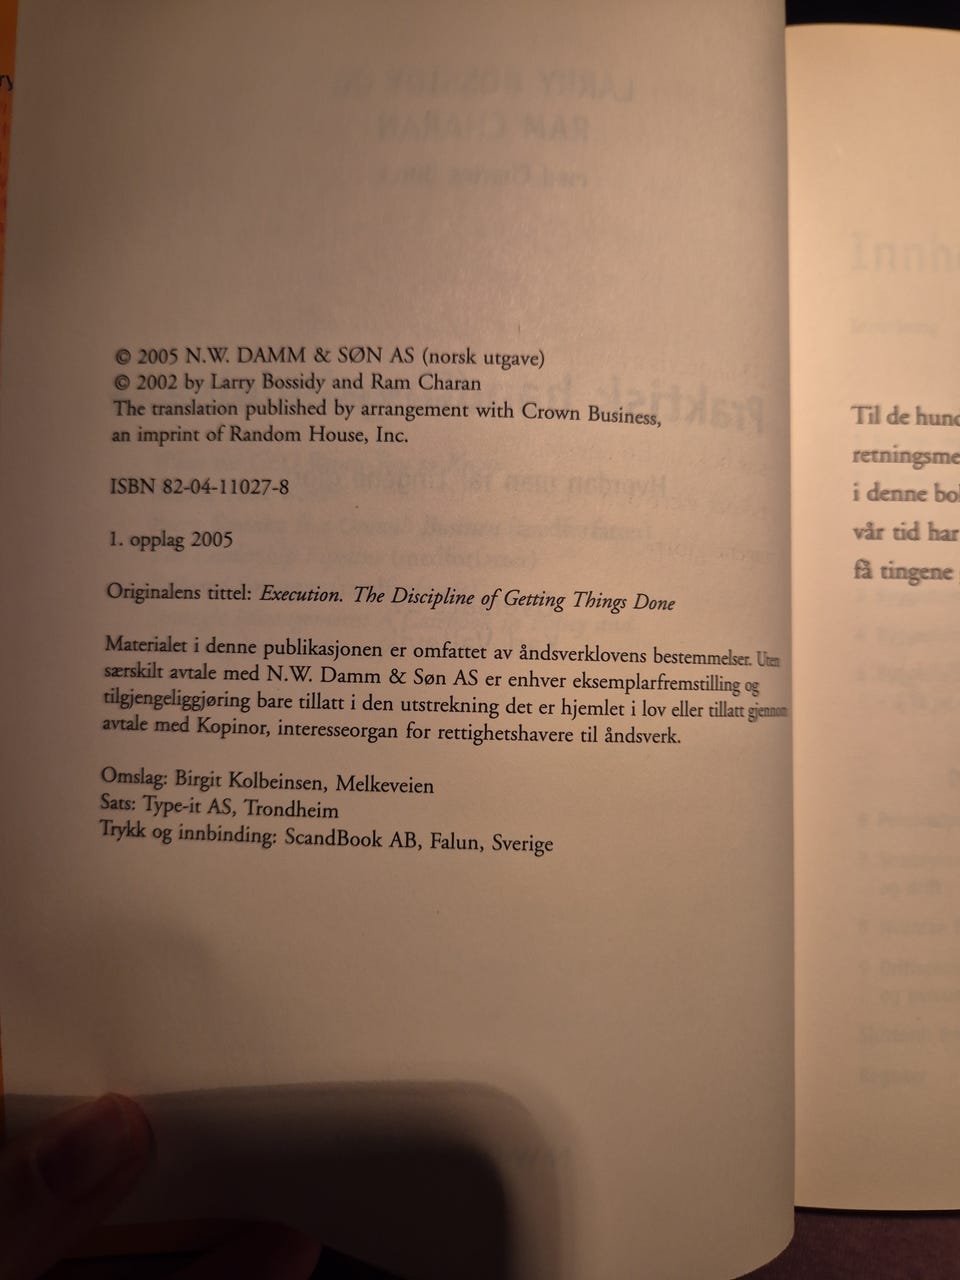 © 2005 N.W. DAMM & SØN AS (norsk utgave)
© 2002 by Larry Bossidy and Ram Charan
The translation published by arrangement with Crown Business,
an imprint of Random House, Inc.
ISBN 82-04-11027-8
1. opplag 2005
Originalens tittel: Execution. The Discipline of Getting Things Done
Materialet i denne publikasjonen er omfattet av åndsverklovens bestemmelser. Uten
særskilt avtale med N.W. Damm & Søn AS er enhver eksemplarfremstilling og
tilgjengeliggjøring bare tillatt i den utstrekning det er hjemlet i lov eller tillatt gjennom
avtale med Kopinor, interesseorgan for rettighetshavere til åndsverk.
Omslag: Birgit Kolbeinsen, Melkeveien
Sats: Type-it AS, Trondheim
Trykk og innbinding: ScandBook AB, Falun, Sverige
Til de hund
retningsme
i denne bo
vår tid har
få tingene